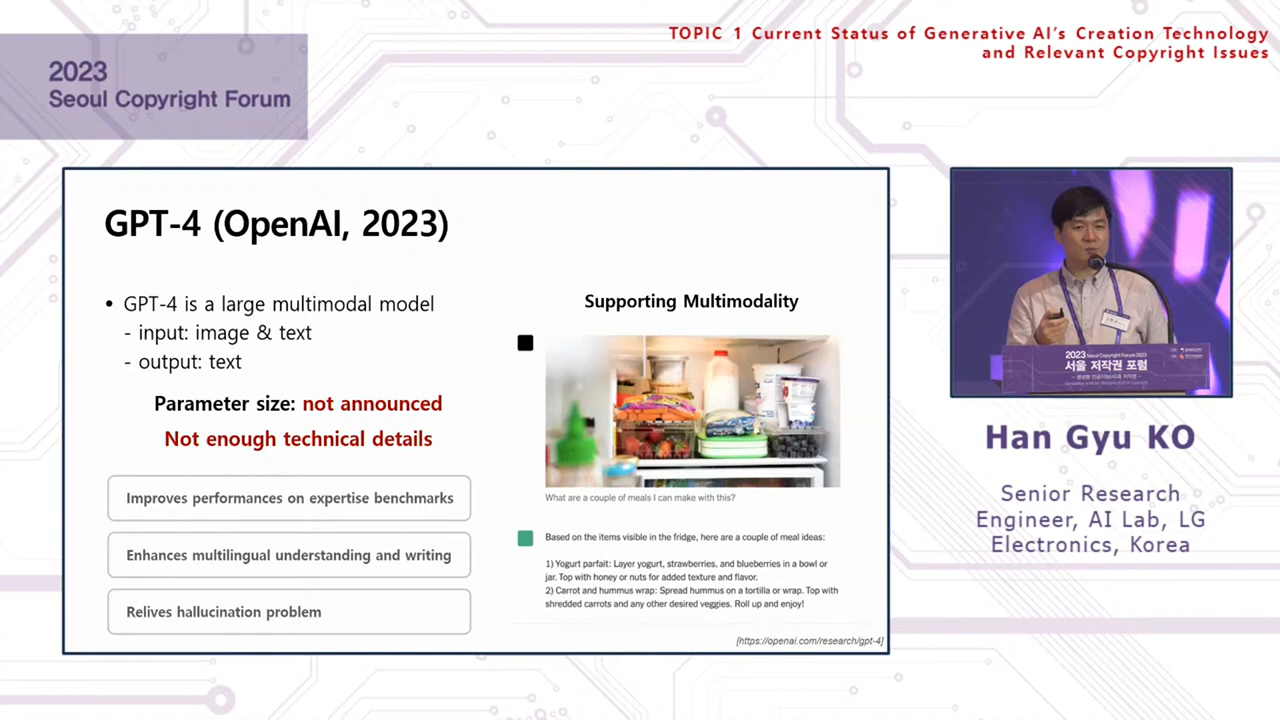 TOPIC 1 Current Status of Generative AI's Creation Technology
and Relevant Copyright Issues
2023
Seoul Copyright Forum
GPT-4 (OpenAI, 2023)
• GPT-4 is a large multimodal model
- input: image & text
- output: text
Parameter size: not announced
Not enough technical details
Improves performances on expertise benchmarks
Enhances multilingual understanding and writing
Relives hallucination problem
Supporting Multimodality
What are a couple of meals I can make with this?
Based on the items visible in the fridge, here are a couple of meal ideas:
1) Yogurt parfait: Layer yogurt, strawberries, and blueberries in a bowl or
jar. Top with honey or nuts for added texture and flavor.
2) Carrot and hummus wrap: Spread hummus on a tortilla or wrap. Top with
shredded carrots and any other desired veggies. Roll up and enjoy!
[https://openai.com/research/gpt-4]
2023 Seoul Copyright Forum 2023
서울 저작권 포럼
Han Gyu KO
Senior Research
Engineer, AI Lab, LG
Electronics, Korea